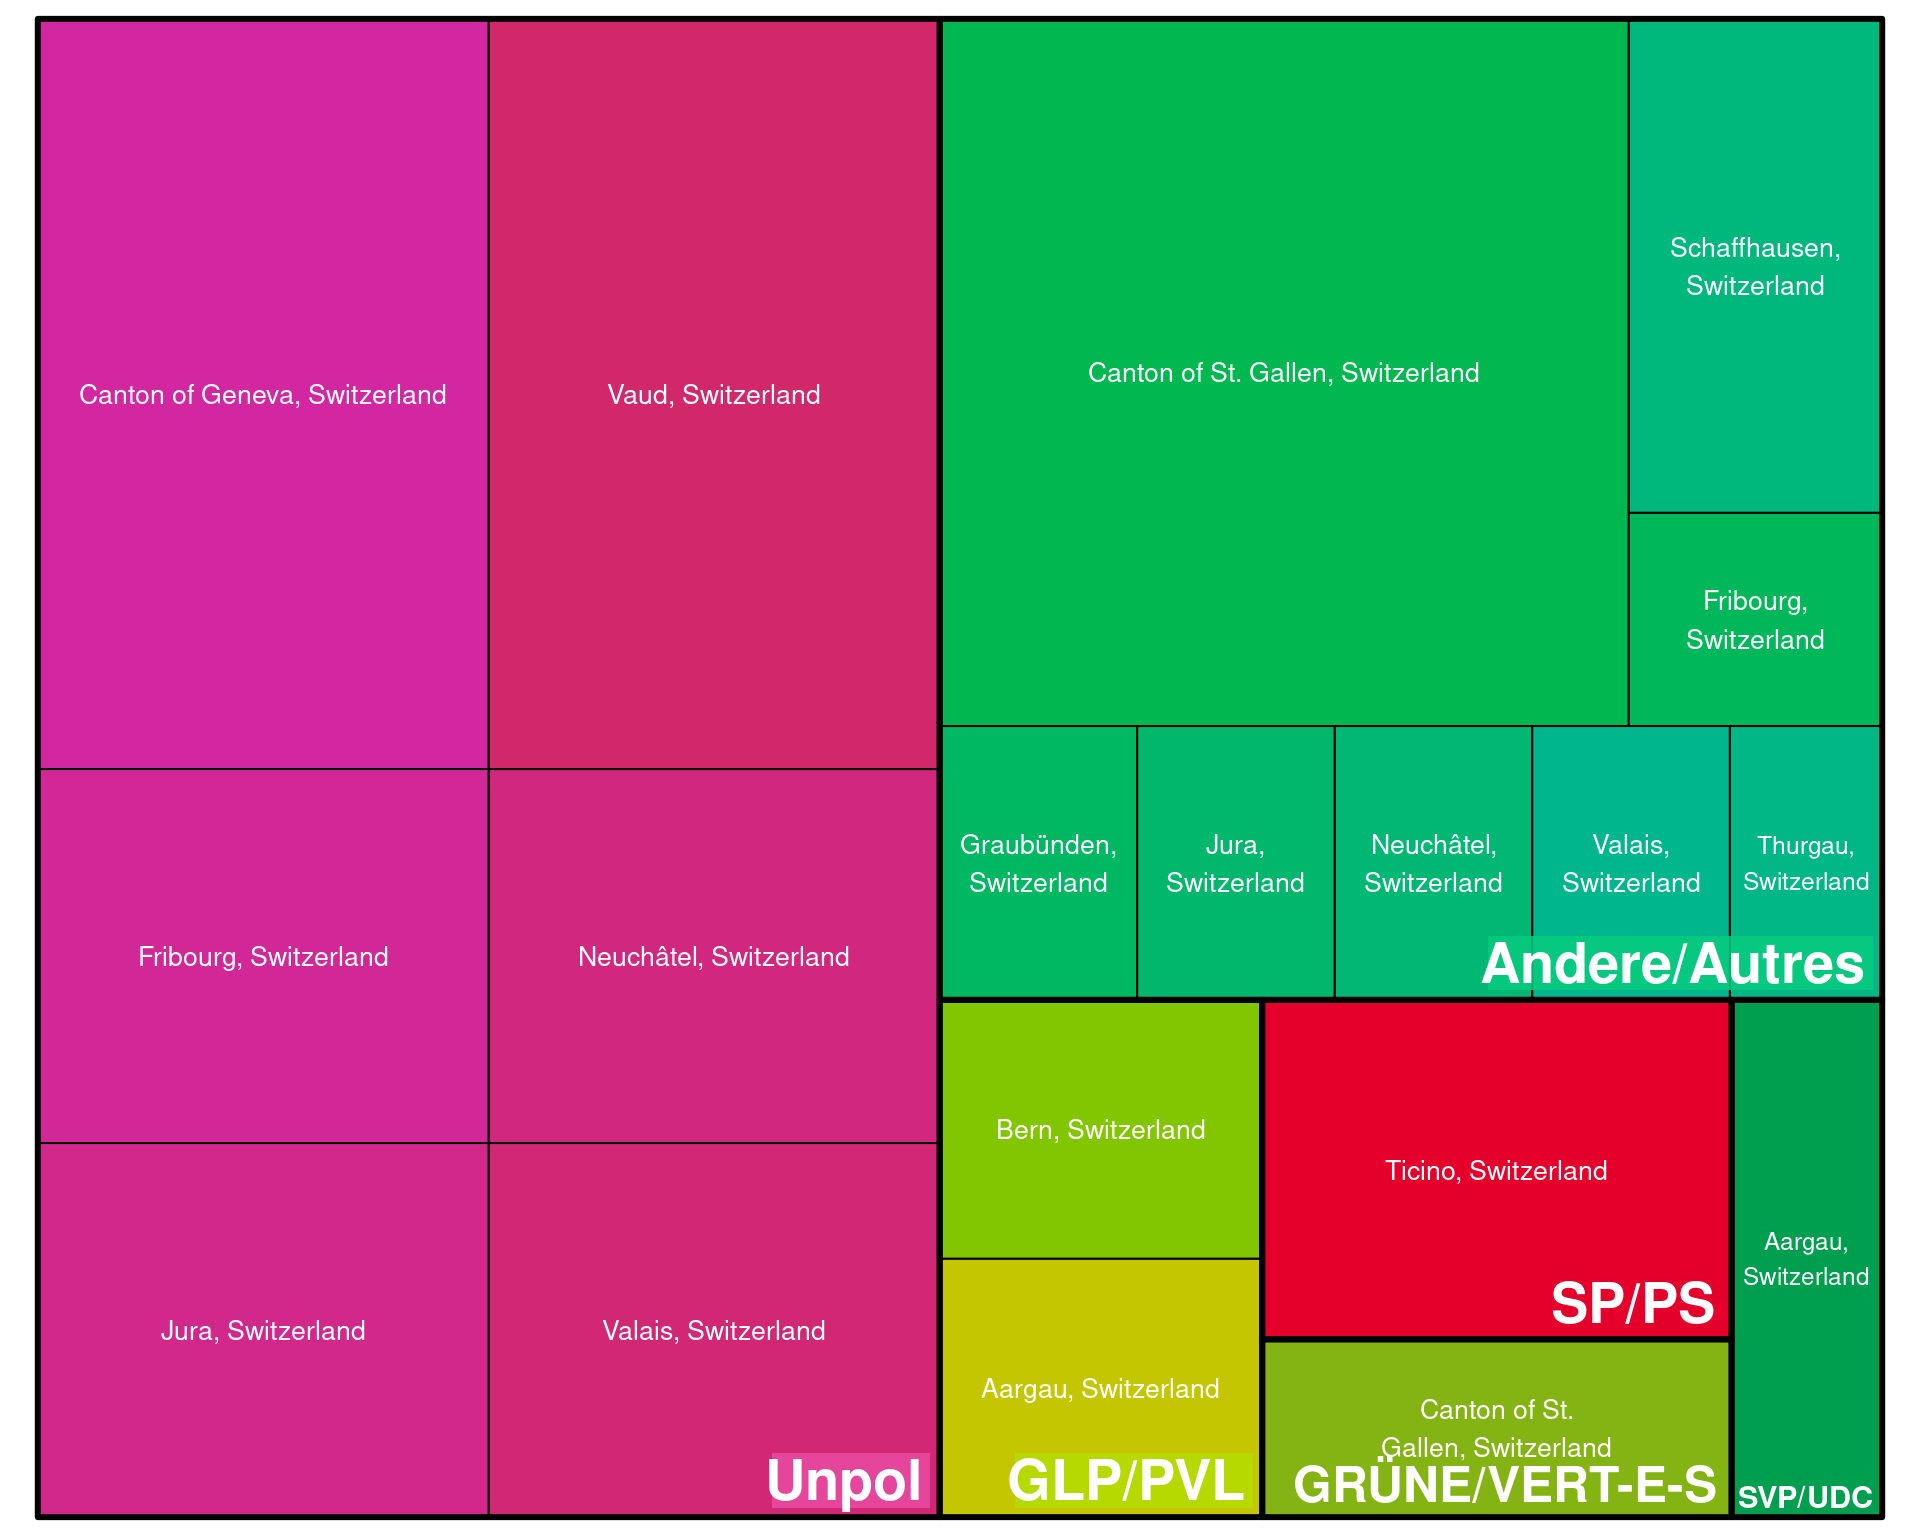 Canton of Geneva, Switzerland
Vaud, Switzerland
Fribourg, Switzerland
Neuchâtel, Switzerland
Jura, Switzerland
Valais, Switzerland
Unpol
Canton of St. Gallen, Switzerland
Schaffhausen,
Switzerland
Fribourg,
Switzerland
Graubünden,
Switzerland
Jura,
Switzerland
Neuchâtel,
Switzerland
Valais,
Switzerland
Thurgau,
Switzerland
Andere/Autres
Bern, Switzerland
Aargau, Switzerland
GLP/PVL
Ticino, Switzerland
SP/PS
Canton of St.
Gallen, Switzerland
GRÜNE/VERT-E-S
Aargau,
Switzerland
SVP/UDC